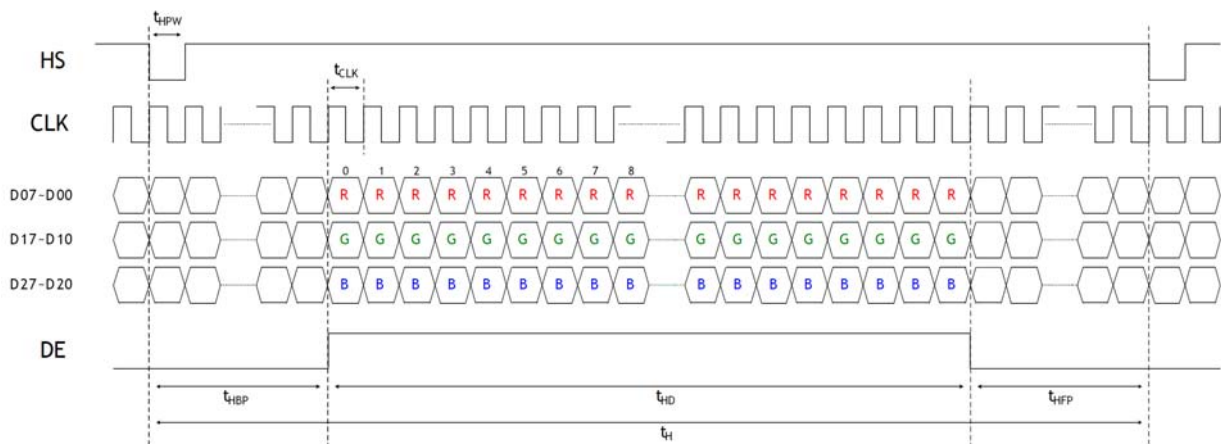 tHPW
HS
tCLK
CLK
0 1 2 3 4 5 6 7 8
D07-D00 R R R R R R R R R R R R R R R R R
D17-D10 G G G G G G G G G G G G G G G G G
D27-D20 B B B B B B B B B B B B B B B B B
DE
tHBP tHD tHFP
tH